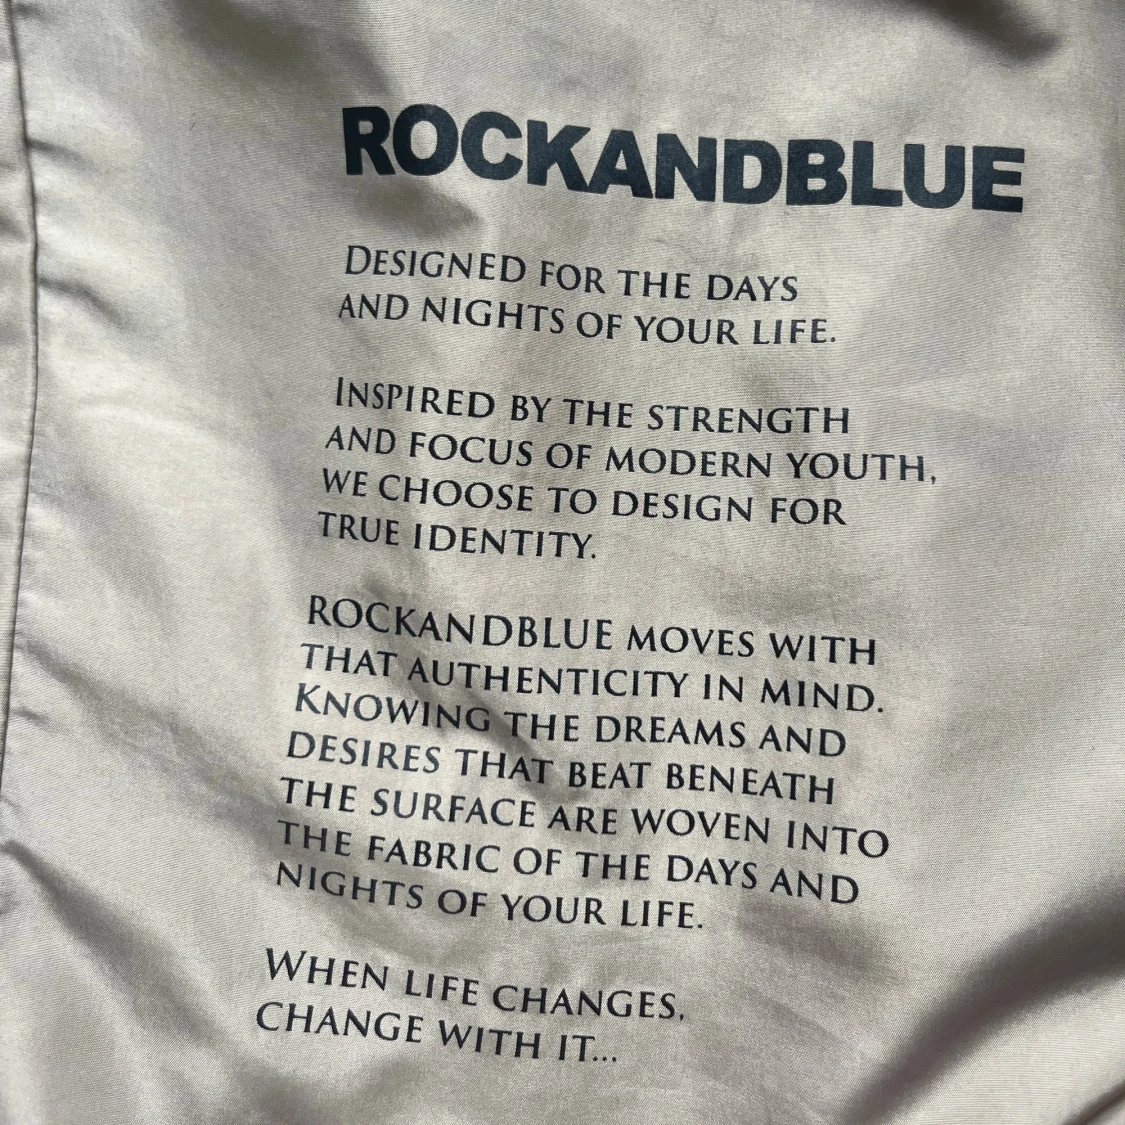 ROCKANDBLUE
DESIGNED FOR THE DAYS
AND NIGHTS OF YOUR LIFE.
INSPIRED BY THE STRENGTH
AND FOCUS OF MODERN YOUTH,
WE CHOOSE TO DESIGN FOR
TRUE IDENTITY.
ROCKANDBLUE MOVES WITH
THAT AUTHENTICITY IN MIND.
KNOWING THE DREAMS AND
DESIRES THAT BEAT BENEATH
THE SURFACE ARE WOVEN INTO
THE FABRIC OF THE DAYS AND
NIGHTS OF YOUR LIFE.
WHEN LIFE CHANGES,
CHANGE WITH IT...